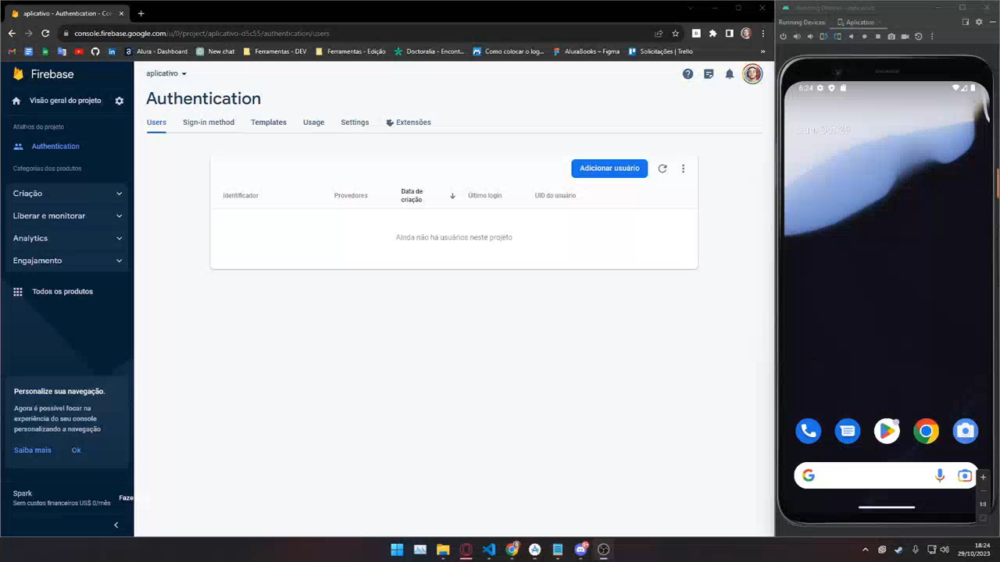 aplicativo - Authentication - Co
Running Devices - aplicativo
console.firebase.google.com/u/0/project/aplicativo-d5c55/authentication/users
Running Devices:
Aplicativo
Alura - Dashboard
New chat
Ferramentas - DEV
Ferramentas - Edição
Doctoralia - Encont...
Como colocar o log...
AluraBooks – Figma
Solicitações | Trello
»
Firebase
aplicativo
Visão geral do projeto
Authentication
Users
Sign-in method
Templates
Usage
Settings
Extensões
Atalhos do projeto
Authentication
Categorias dos produtos
Criação
Liberar e monitorar
Analytics
Engajamento
Todos os produtos
Adicionar usuário
Identificador
Provedores
Data de
criação
Último login
UID do usuário
Ainda não há usuários neste projeto
Personalize sua navegação.
Agora é possível focar na
experiência do seu console
personalizando a navegação
Saiba mais
Ok
Spark
Sem custos financeiros US$ 0/mês
Faze
6:24
Sun, Oct 29
1:1
18:24
29/10/2023